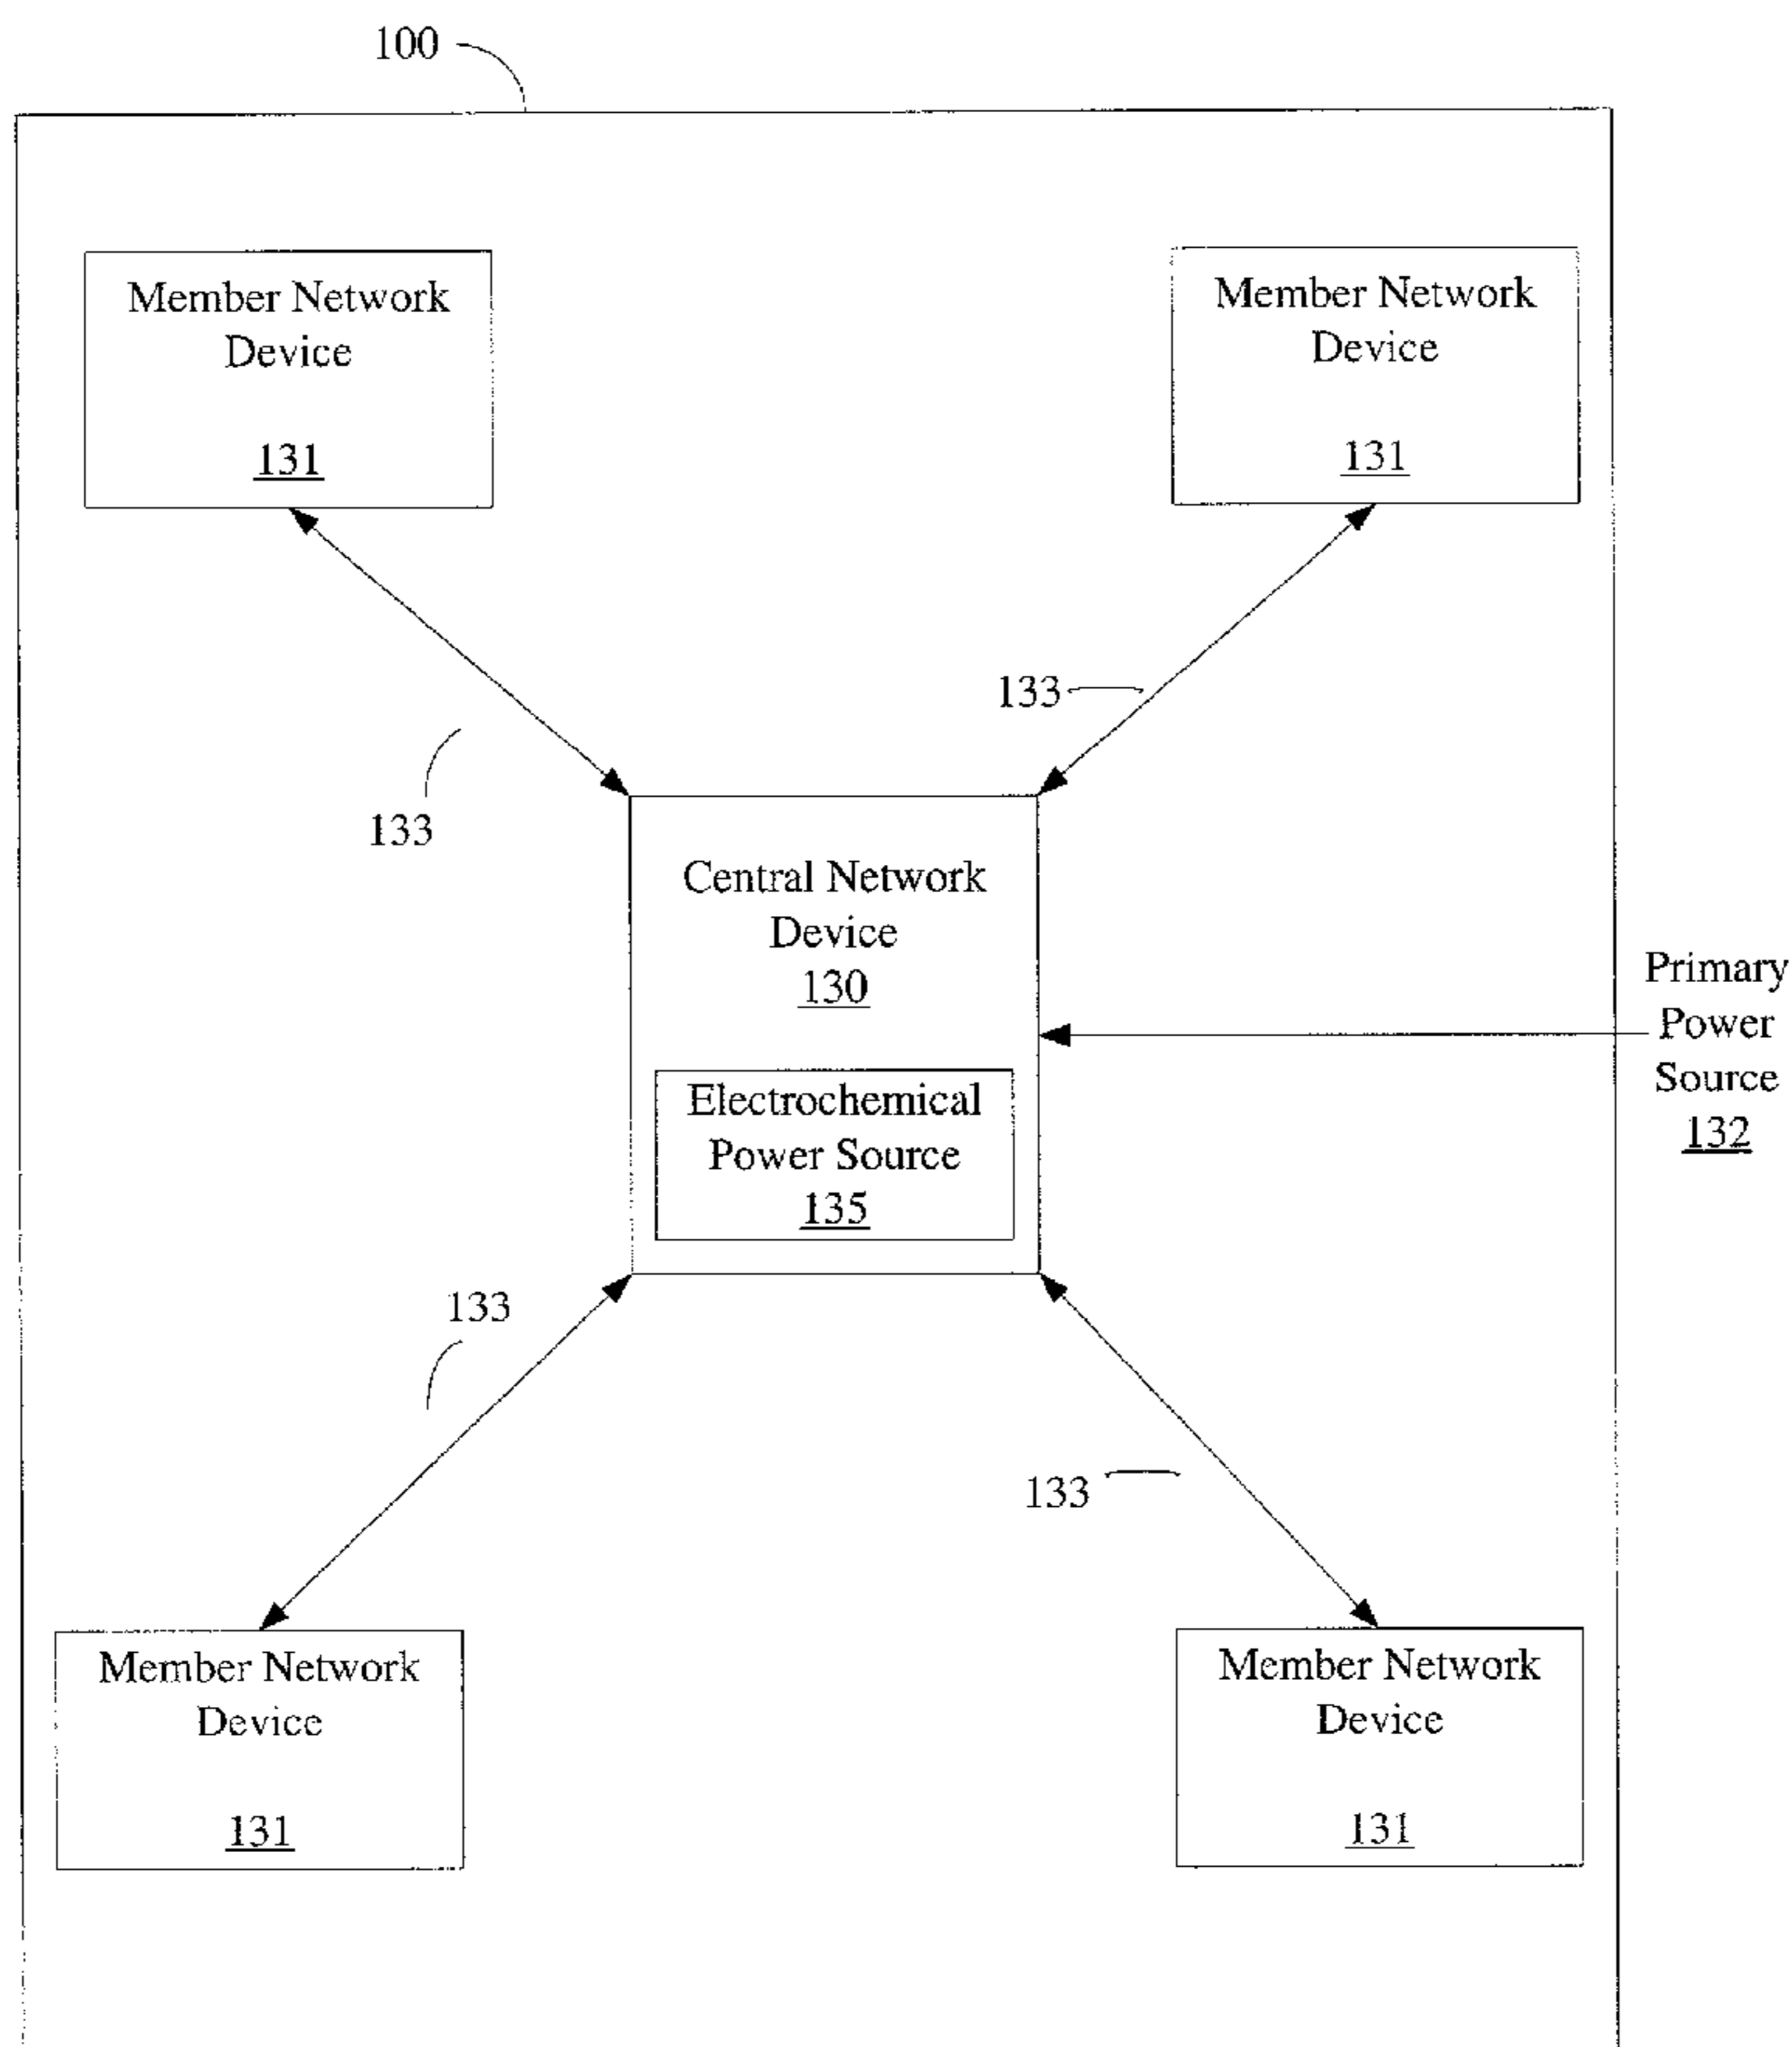 100
Member Network
Device
131
Member Network
Device
131
133
133
Central Network
Device
130
Primary
Power
Source
132
Electrochemical
Power Source
135
133
133
Member Network
Device
131
Member Network
Device
131